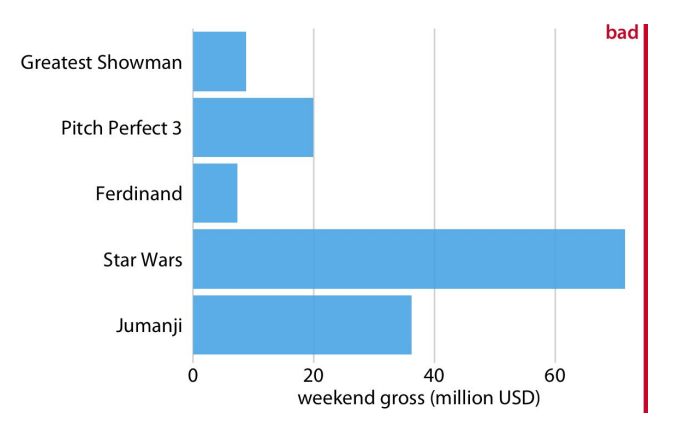 bad
Greatest Showman
Pitch Perfect 3
Ferdinand
Star Wars
Jumanji
0 20 40 60
weekend gross (million USD)